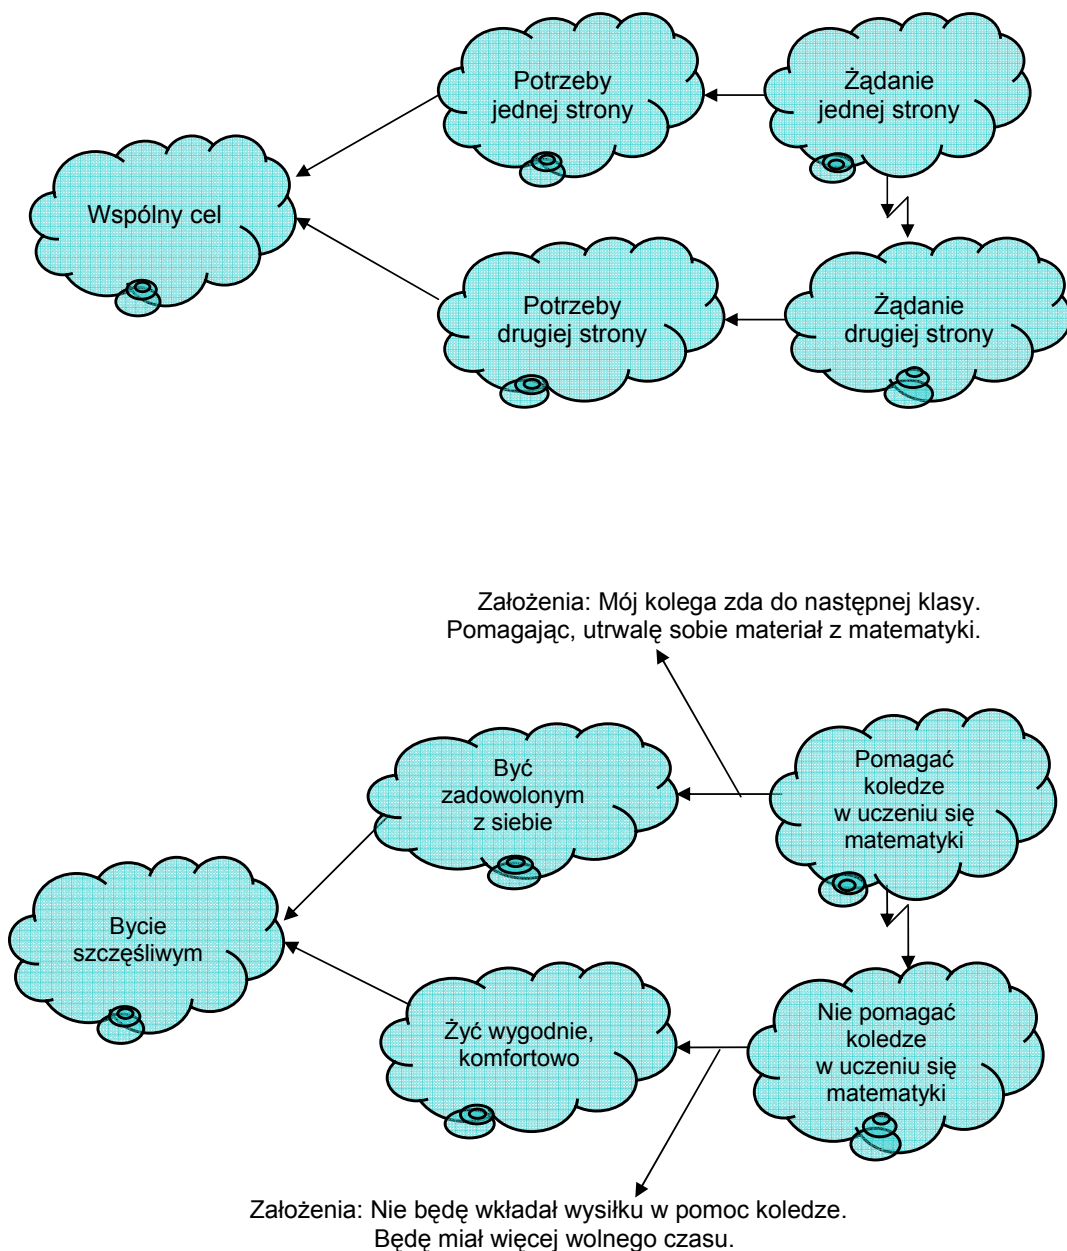 Potrzeby
jednej strony
Żądanie
jednej strony
Wspólny cel
Potrzeby
drugiej strony
Żądanie
drugiej strony
Założenia: Mój kolega zda do następnej klasy.
Pomagając, utrwalę sobie materiał z matematyki.
Być
zadowolonym
z siebie
Pomagać
koledze
w uczeniu się
matematyki
Bycie
szczęśliwym
Żyć wygodnie,
komfortowo
Nie pomagać
koledze
w uczeniu się
matematyki
Założenia: Nie będę wkładał wysiłku w pomoc koledze.
Będę miał więcej wolnego czasu.